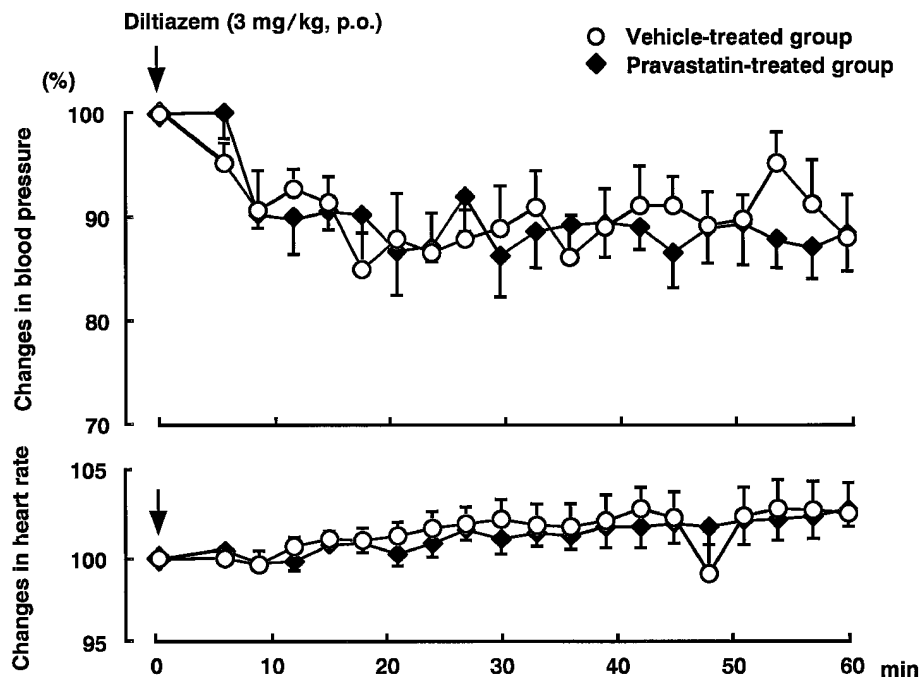 Diltiazem (3 mg/kg, p.o.)
Vehicle-treated group
Pravastatin-treated group
(%)
Changes in blood pressure
100
90
80
70
Changes in heart rate
105
100
95
0 10 20 30 40 50 60 min